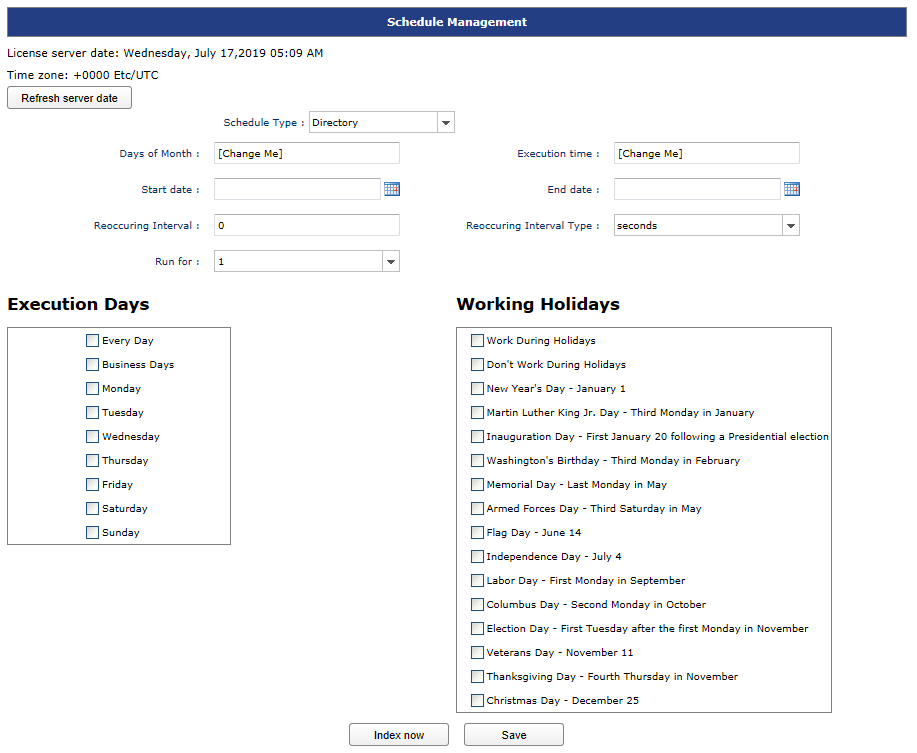 Schedule Management
License server date: Wednesday, July 17,2019 05:09 AM
Time zone: +0000 Etc/UTC
Refresh server date
Schedule Type : Directory
Days of Month : [Change Me] Execution time : [Change Me]
Start date : End date :
Reoccuring Interval : 0 Reoccuring Interval Type : seconds
Run for : 1
Execution Days
Every Day
Business Days
Monday
Tuesday
Wednesday
Thursday
Friday
Saturday
Sunday
Working Holidays
Work During Holidays
Don't Work During Holidays
New Year's Day - January 1
Martin Luther King Jr. Day - Third Monday in January
Inauguration Day - First January 20 following a Presidential election
Washington's Birthday - Third Monday in February
Memorial Day - Last Monday in May
Armed Forces Day - Third Saturday in May
Flag Day - June 14
Independence Day - July 4
Labor Day - First Monday in September
Columbus Day - Second Monday in October
Election Day - First Tuesday after the first Monday in November
Veterans Day - November 11
Thanksgiving Day - Fourth Thursday in November
Christmas Day - December 25
Index now Save